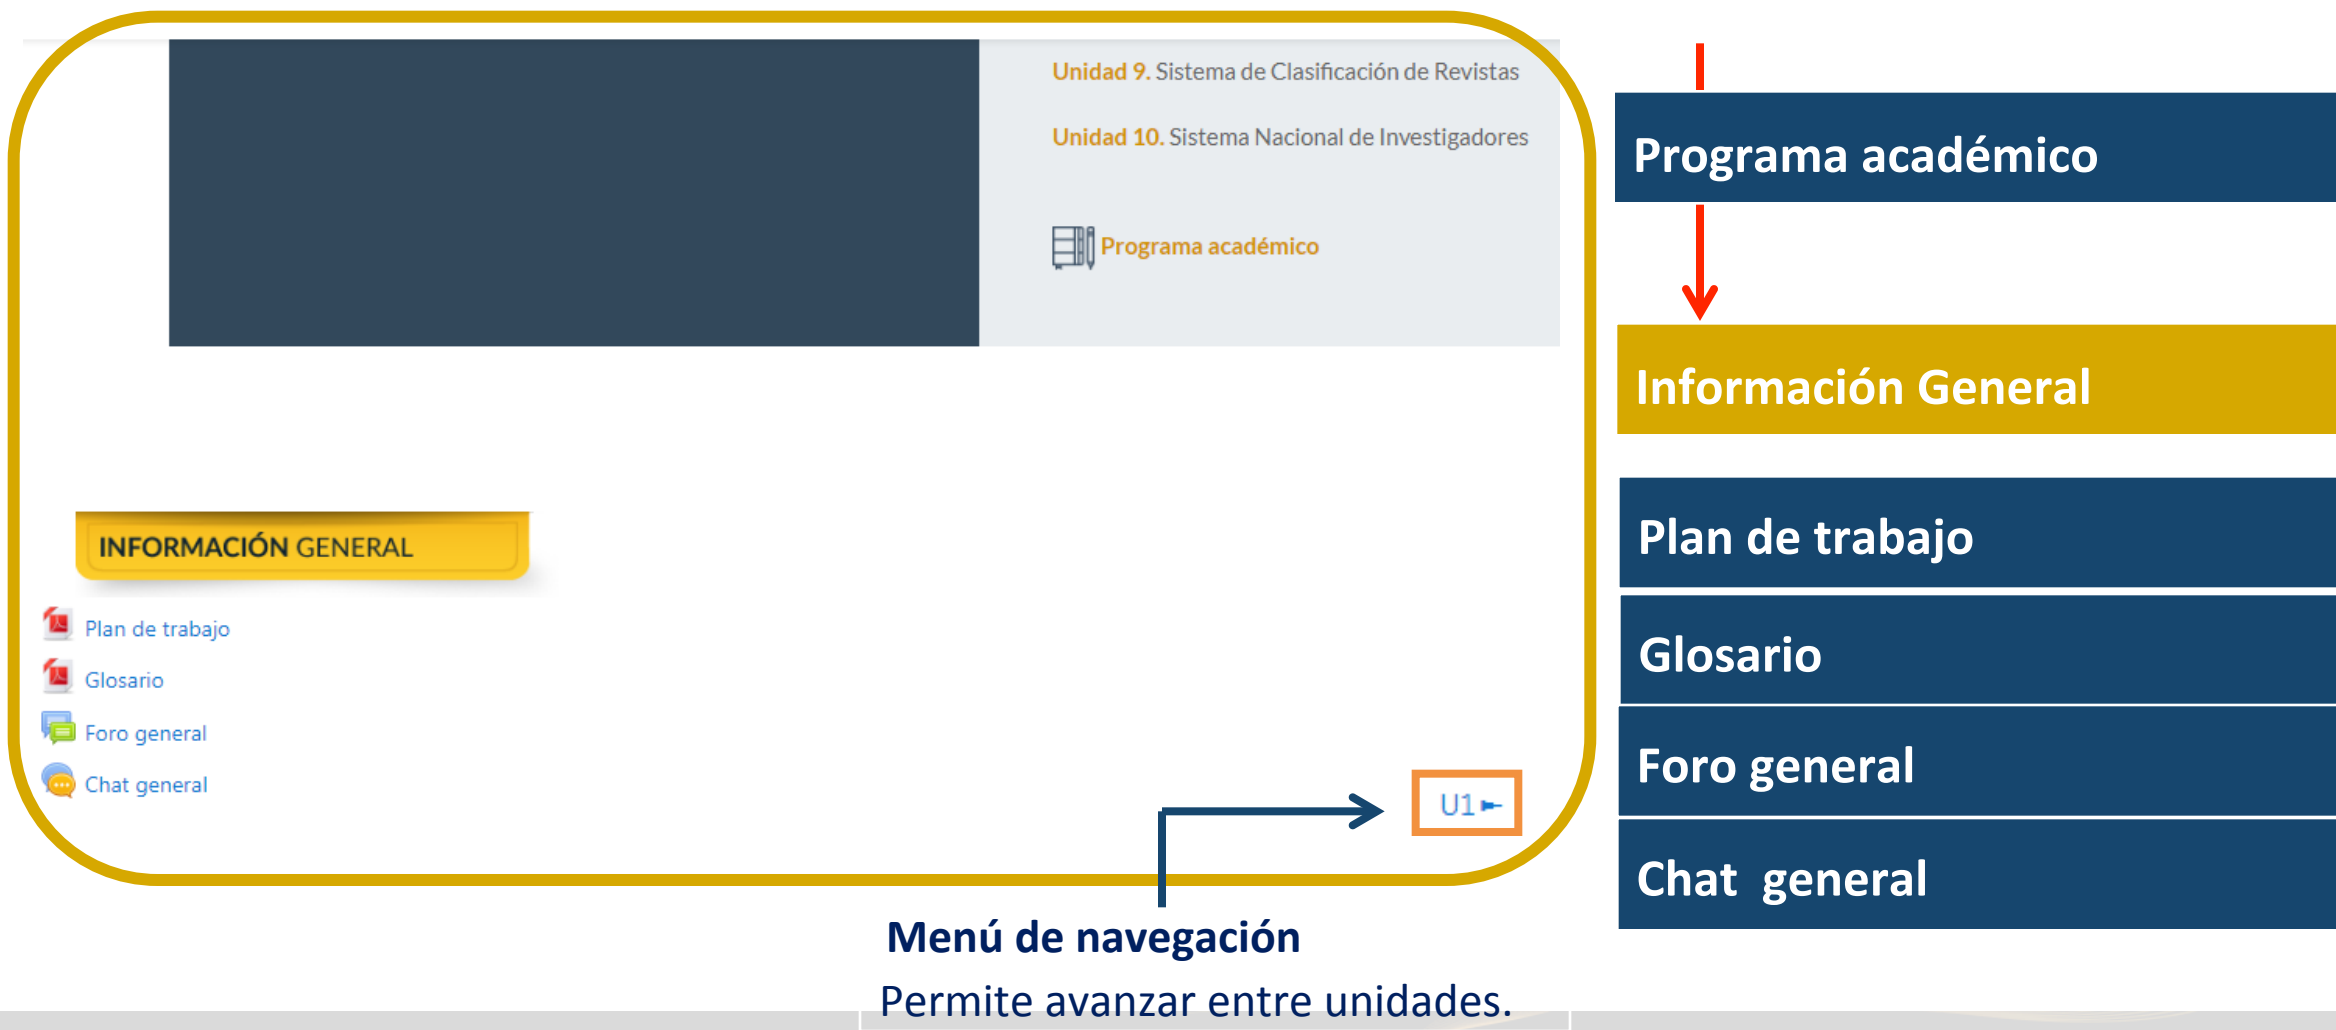 Unidad 9. Sistema de Clasificación de Revistas
Unidad 10. Sistema Nacional de Investigadores
Programa académico
INFORMACIÓN GENERAL
Plan de trabajo
Glosario
Foro general
Chat general
U1
Menú de navegación
Permite avanzar entre unidades.
Programa académico
Información General
Plan de trabajo
Glosario
Foro general
Chat general